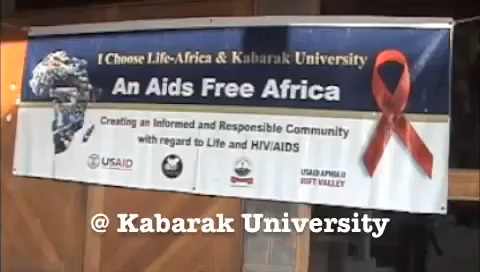 I Choose Life-Africa & Kabarak University
An Aids Free Africa
Creating an Informed and Responsible Community
with regard to Life and HIV/AIDS
USAID
USAID APHIA II
RIFT VALLEY
@ Kabarak University